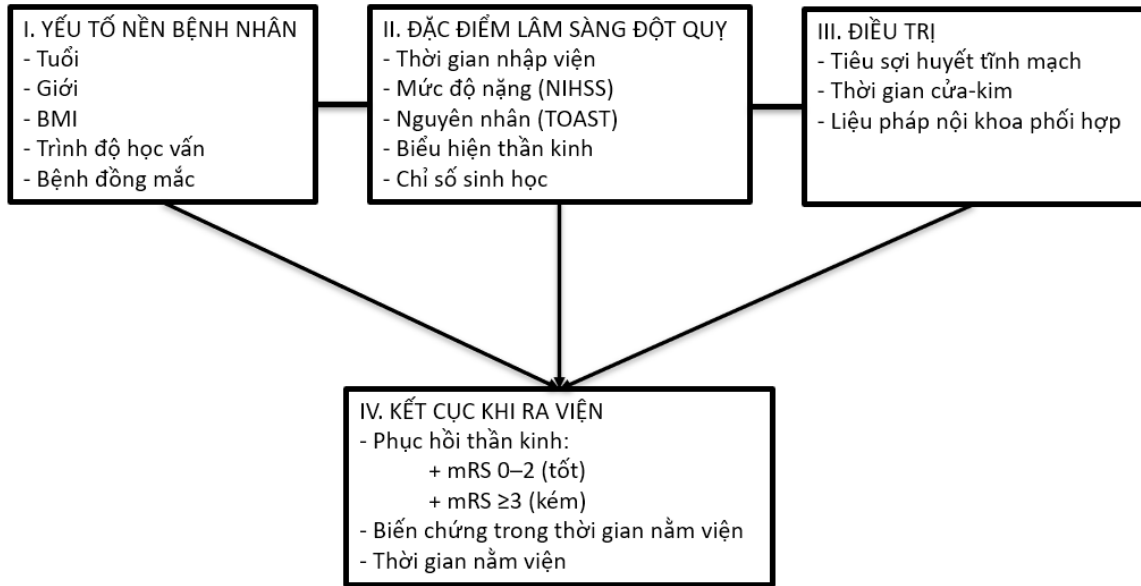 I. YẾU TỐ NỀN BỆNH NHÂN
- Tuổi
- Giới
- BMI
- Trình độ học vấn
- Bệnh đồng mắc
II. ĐẶC ĐIỂM LÂM SÀNG ĐỘT QUỴ
- Thời gian nhập viện
- Mức độ nặng (NIHSS)
- Nguyên nhân (TOAST)
- Biểu hiện thần kinh
- Chỉ số sinh học
III. ĐIỀU TRỊ
- Tiêu sợi huyết tĩnh mạch
- Thời gian cửa-kim
- Liệu pháp nội khoa phối hợp
IV. KẾT CỤC KHI RA VIỆN
- Phục hồi thần kinh:
+ mRS 0–2 (tốt)
+ mRS ≥3 (kém)
- Biến chứng trong thời gian nằm viện
- Thời gian nằm viện